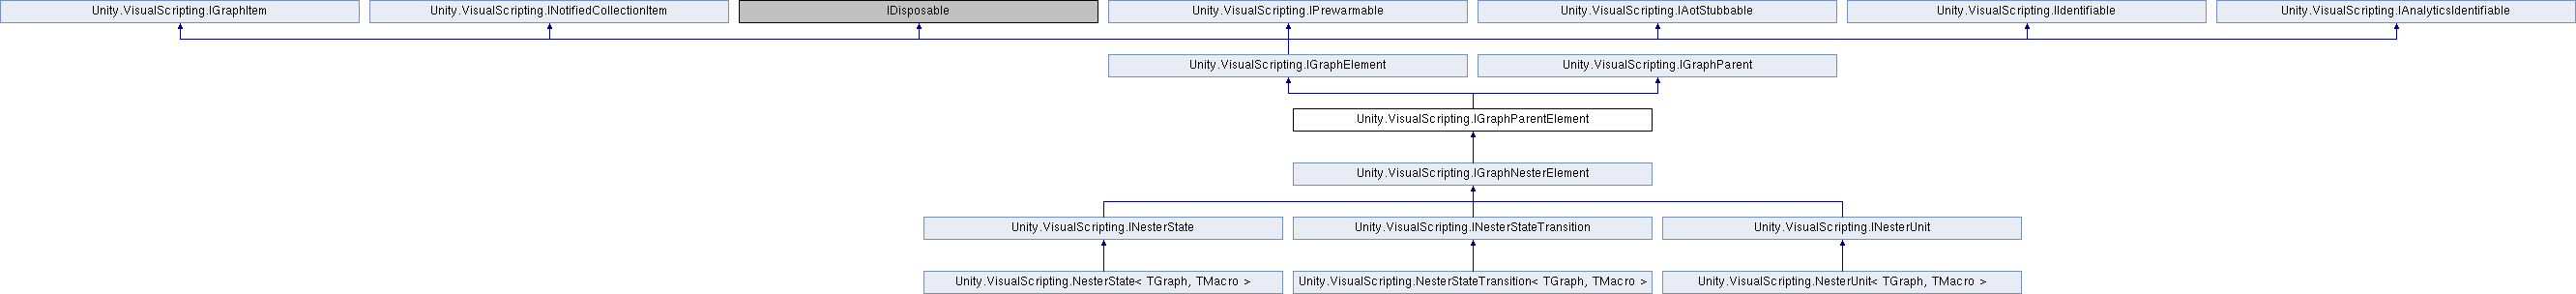 Unity.VisualScripting.IGraphItem
Unity.VisualScripting.INotifiedCollectionItem
IDisposable
Unity.VisualScripting.IPrewarmable
Unity.VisualScripting.IAotStubbable
Unity.VisualScripting.IIdentifiable
Unity.VisualScripting.IAnalyticsIdentifiable
Unity.VisualScripting.IGraphElement
Unity.VisualScripting.IGraphParent
Unity.VisualScripting.IGraphParentElement
Unity.VisualScripting.IGraphNesterElement
Unity.VisualScripting.INesterState
Unity.VisualScripting.INesterStateTransition
Unity.VisualScripting.INesterUnit
Unity.VisualScripting.NesterState< TGraph, TMacro >
Unity.VisualScripting.NesterStateTransition< TGraph, TMacro >
Unity.VisualScripting.NesterUnit< TGraph, TMacro >